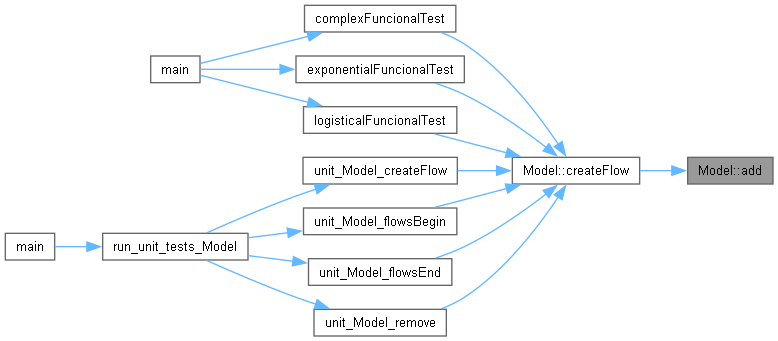 complexFuncionalTest
main
exponentialFuncionalTest
logisticalFuncionalTest
unit_Model_createFlow
Model::createFlow
Model::add
unit_Model_flowsBegin
main
run_unit_tests_Model
unit_Model_flowsEnd
unit_Model_remove